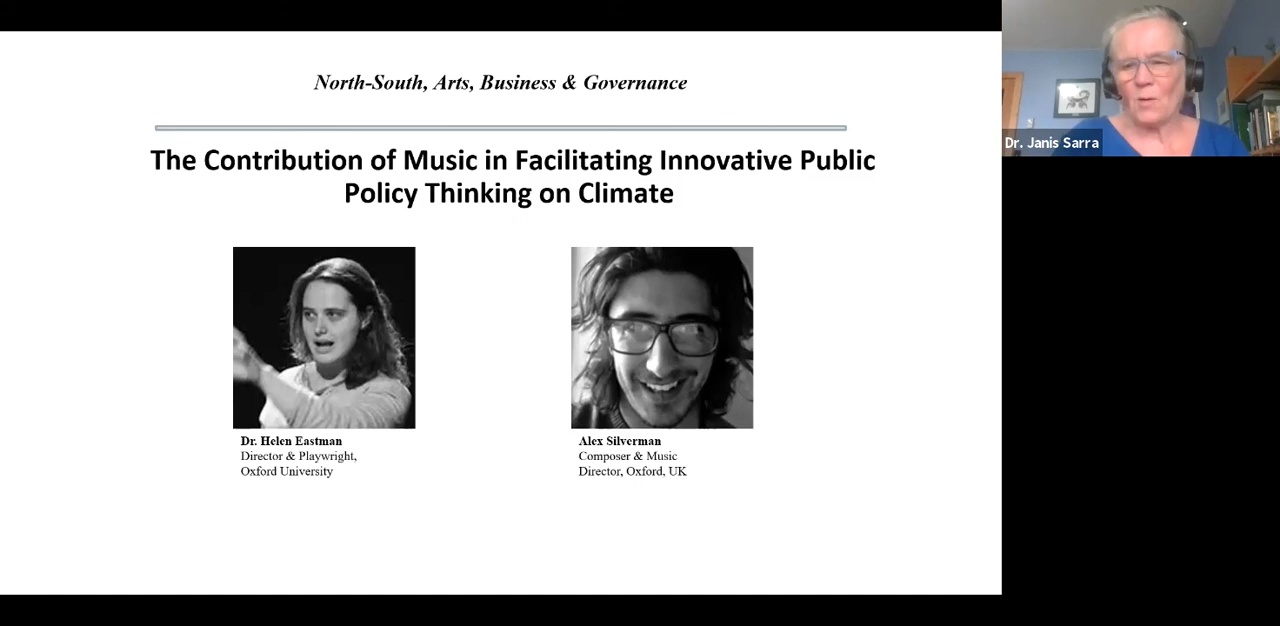 North-South, Arts, Business & Governance
The Contribution of Music in Facilitating Innovative Public
Policy Thinking on Climate
Dr. Helen Eastman
Director & Playwright,
Oxford University
Alex Silverman
Composer & Music
Director, Oxford, UK
Dr. Janis Sarra